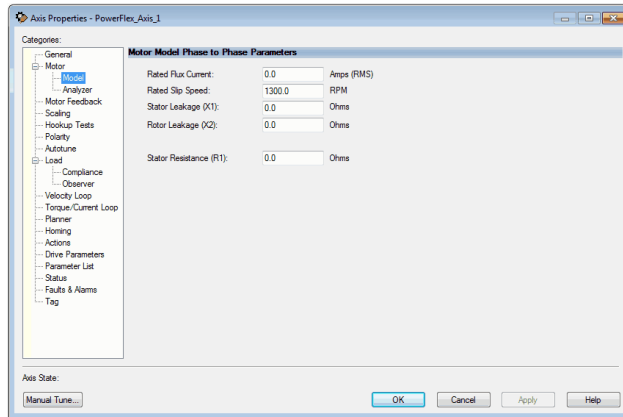 Axis Properties - PowerFlex_Axis_1
Categories:
General
Motor
Model
Analyzer
Motor Feedback
Scaling
Hookup Tests
Polarity
Autotune
Load
Compliance
Observer
Velocity Loop
Torque/Current Loop
Planner
Homing
Actions
Drive Parameters
Parameter List
Status
Faults & Alarms
Tag
Motor Model Phase to Phase Parameters
Rated Flux Current: 0.0 Amps (RMS)
Rated Slip Speed: 1300.0 RPM
Stator Leakage (X1): 0.0 Ohms
Rotor Leakage (X2): 0.0 Ohms
Stator Resistance (R1): 0.0 Ohms
Axis State:
Manual Tune... OK Cancel Apply Help